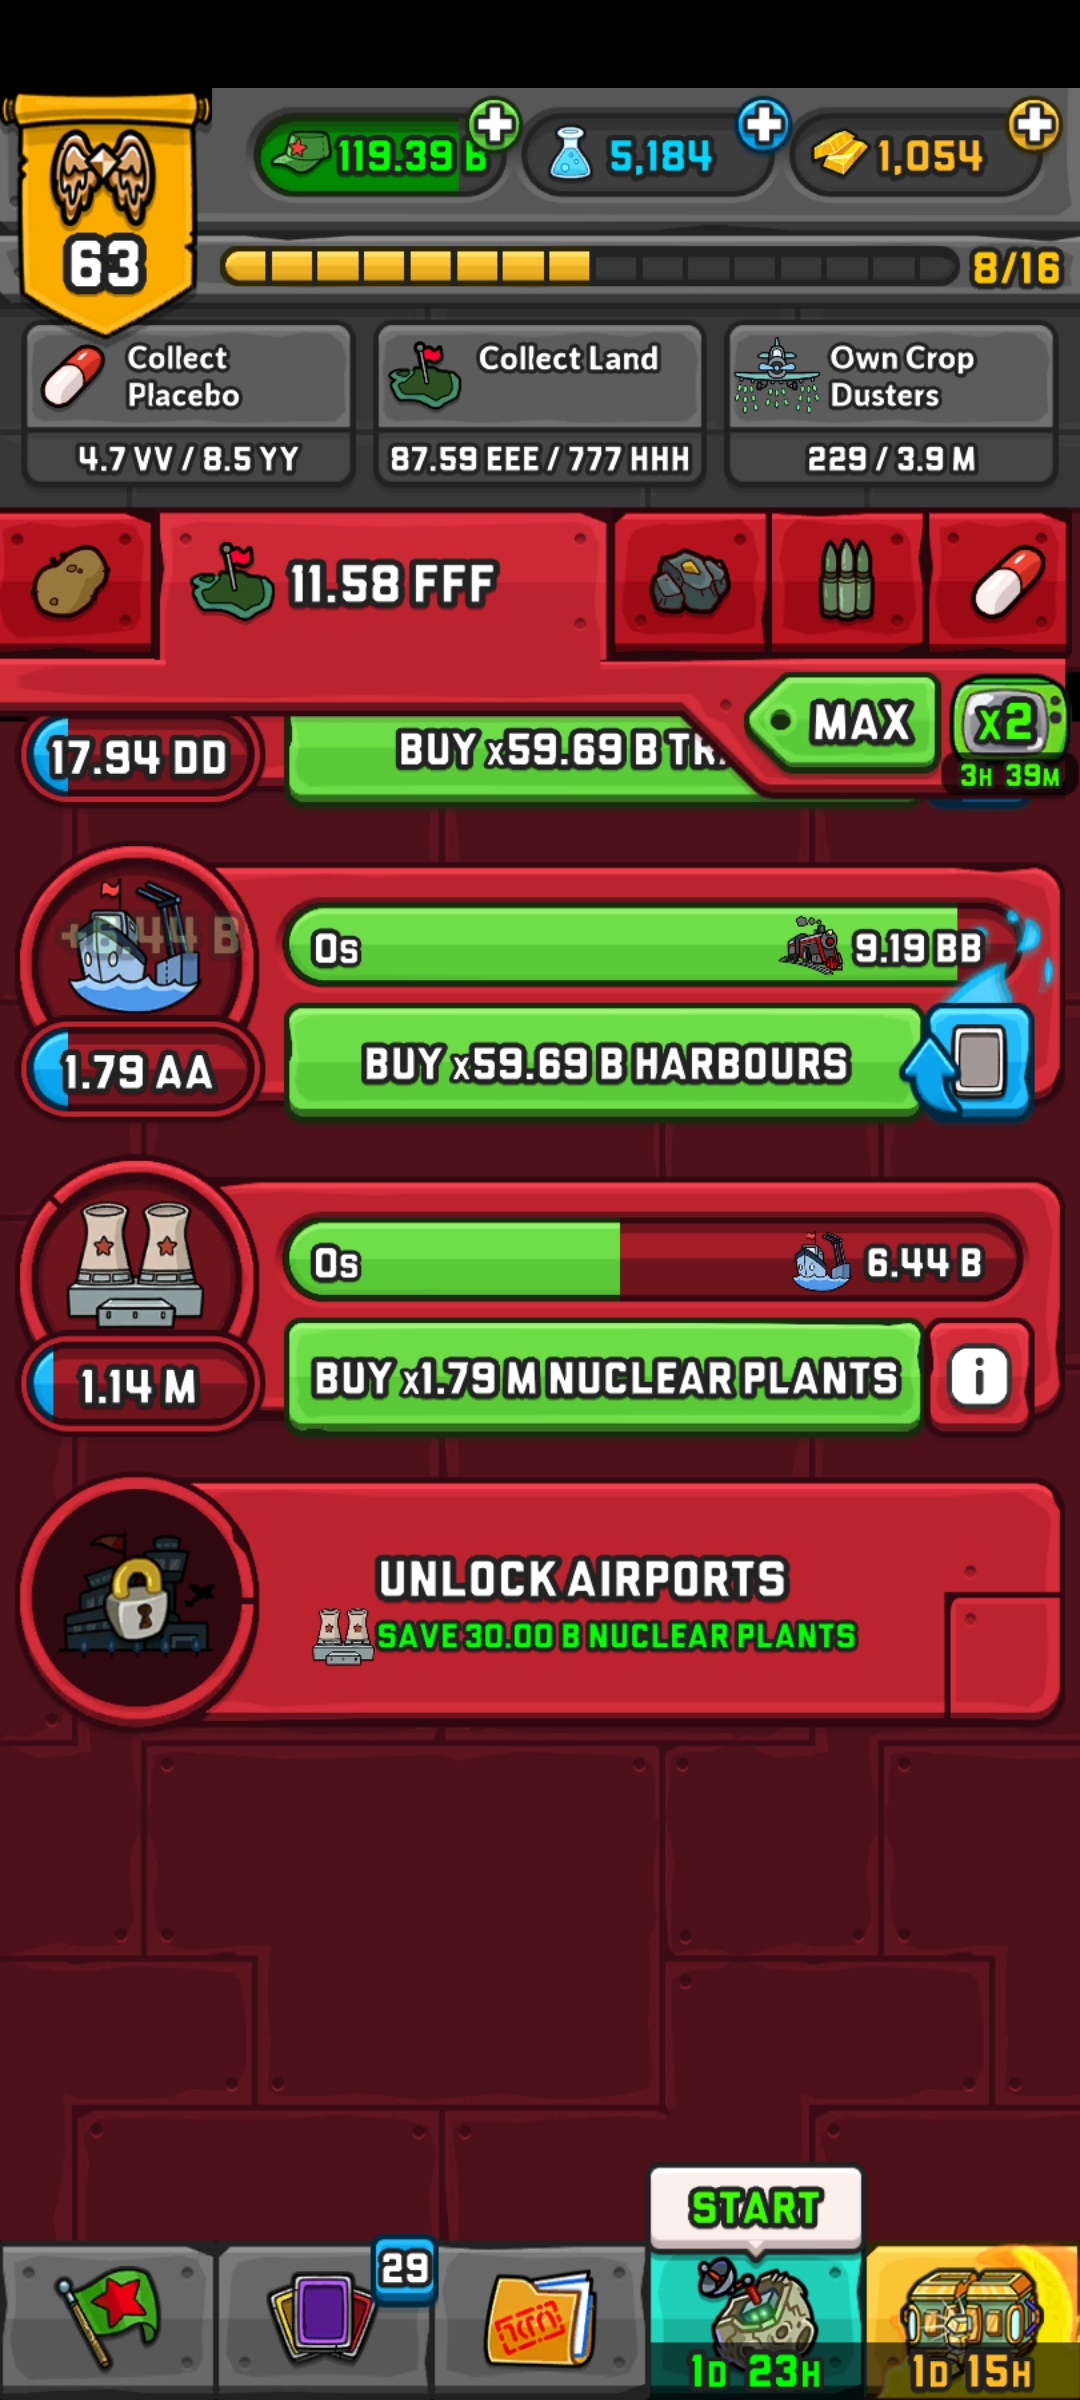 119.39 B
5,184
1,054
63
8/16
Collect
Placebo
4.7 VV / 8.5 YY
Collect Land
87.59 EEE / 777 HHH
Own Crop
Dusters
229 / 3.9 M
11.58 FFF
MAX
x2
3H 39M
17.94 DD
BUY x59.69 B
+6.44 B
0s
9.19 BB
1.79 AA
BUY x59.69 B HARBOURS
0s
6.44 B
1.14 M
BUY x1.79 M NUCLEAR PLANTS
i
UNLOCK AIRPORTS
SAVE 30.00 B NUCLEAR PLANTS
START
29
1D 23H
1D 15H